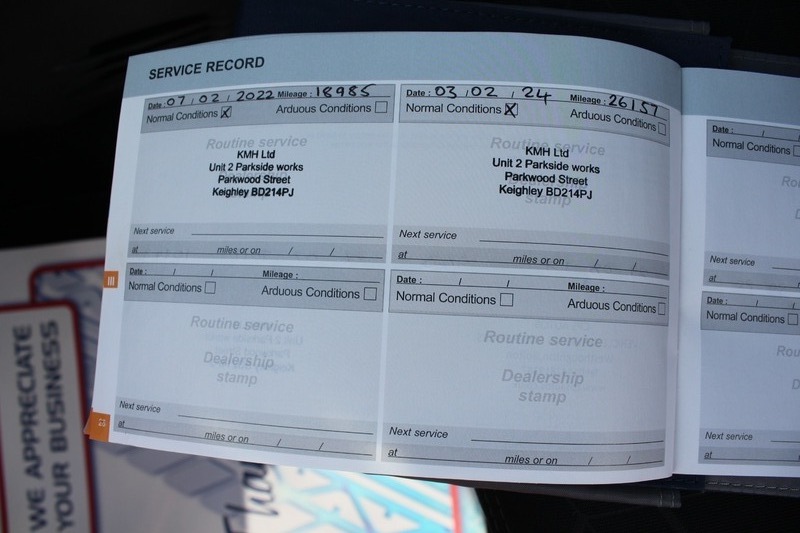 SERVICE RECORD
Date : 07 / 02 / 2022 Mileage : 18985
Normal Conditions X Arduous Conditions
Routine service
KMH Ltd
Unit 2 Parkside works
Parkwood Street
Keighley BD214PJ
Next service
at miles or on / /
Date : 03 / 02 / 24 Mileage : 26157
Normal Conditions X Arduous Conditions
Routine service
KMH Ltd
Unit 2 Parkside works
Parkwood Street
Keighley BD214PJ
stamp
Next service
at miles or on / /
Date : / / Mileage :
Normal Conditions Arduous Conditions
Routine service
Dealership
stamp
Next service
at miles or on / /
Date : / / Mileage :
Normal Conditions Arduous Conditions
Routine service
Dealership
stamp
Next service
at miles or on / /
Date : / /
Normal Conditions
Next service
at
Date : / /
Normal Conditions
Next service
at
III
WE APPRECIATE
YOUR BUSINESS